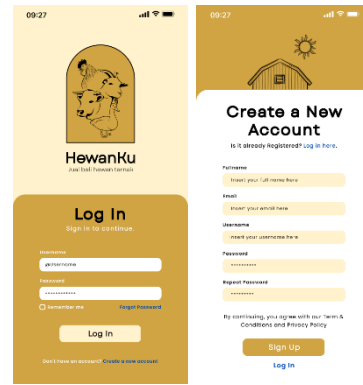 09:27
HewanKu
Jual beli hewan ternak
Log In
Sign in to continue.
Username
@Username
Password
************
Remember me
Forgot Password
Log In
Don't have an account? Create a new account
09:27
Create a New
Account
Is it already Registered? Log in here.
Fullname
Insert your full name here
Email
Insert your email here
Username
Insert your username here
Password
**********
Repeat Password
*********
By continuing, you agree with our Term &
Conditions and Privacy Policy
Sign Up
Log In